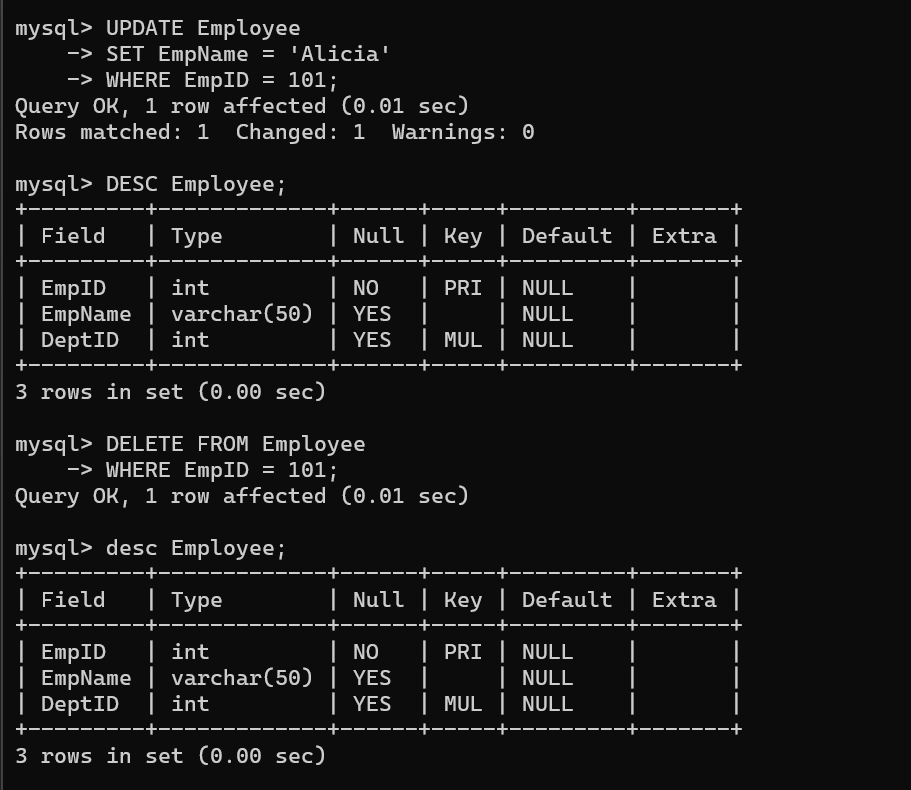 mysql> UPDATE Employee
    -> SET EmpName = 'Alicia'
    -> WHERE EmpID = 101;
Query OK, 1 row affected (0.01 sec)
Rows matched: 1  Changed: 1  Warnings: 0
mysql> DESC Employee;
+---------+-------------+------+-----+---------+-------+
| Field   | Type        | Null | Key | Default | Extra |
+---------+-------------+------+-----+---------+-------+
| EmpID   | int         | NO   | PRI | NULL    |       |
| EmpName | varchar(50) | YES  |     | NULL    |       |
| DeptID  | int         | YES  | MUL | NULL    |       |
+---------+-------------+------+-----+---------+-------+
3 rows in set (0.00 sec)
mysql> DELETE FROM Employee
    -> WHERE EmpID = 101;
Query OK, 1 row affected (0.01 sec)
mysql> desc Employee;
+---------+-------------+------+-----+---------+-------+
| Field   | Type        | Null | Key | Default | Extra |
+---------+-------------+------+-----+---------+-------+
| EmpID   | int         | NO   | PRI | NULL    |       |
| EmpName | varchar(50) | YES  |     | NULL    |       |
| DeptID  | int         | YES  | MUL | NULL    |       |
+---------+-------------+------+-----+---------+-------+
3 rows in set (0.00 sec)